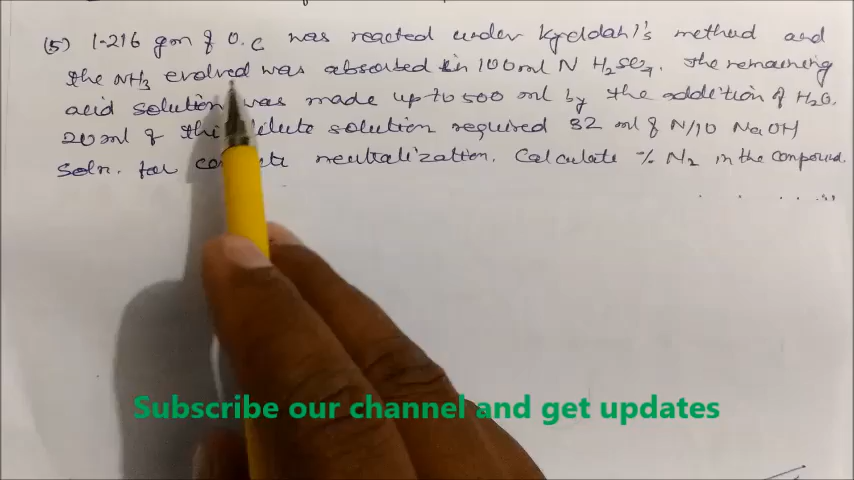 (5) 1.216 gm of O.C was reacted under Kjeldahl's method and
the NH3 evolved was absorbed in 100 ml N H2SO4. The remaining
acid solution was made up to 500 ml by the addition of H2O.
20 ml of this dilute solution required 32 ml of N/10 NaOH
soln. for neutralization. Calculate % N2 in the compound.
Subscribe our channel and get updates